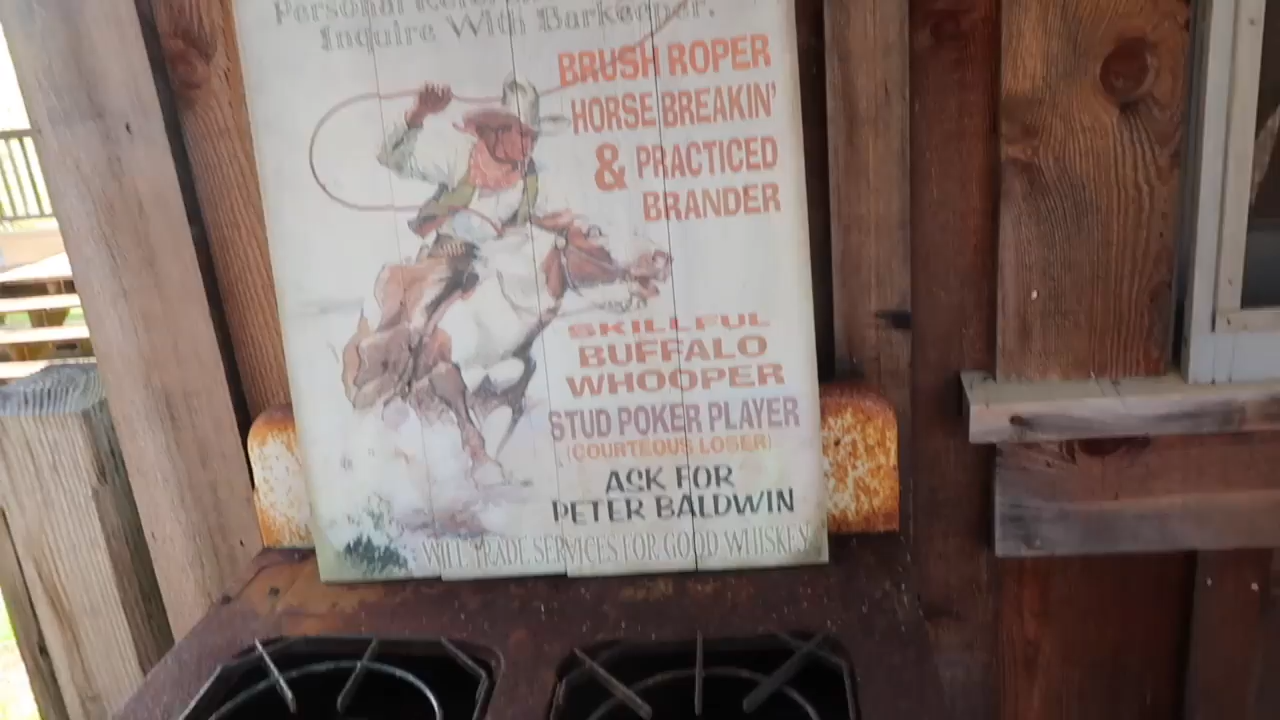 Personal
Inquire With Barkeeper.
BRUSH ROPER
HORSE BREAKIN'
& PRACTICED
BRANDER
SKILLFUL
BUFFALO
WHOOPER
STUD POKER PLAYER
(COURTEOUS LOSER)
ASK FOR
PETER BALDWIN
WILL TRADE SERVICES FOR GOOD WHISKEY